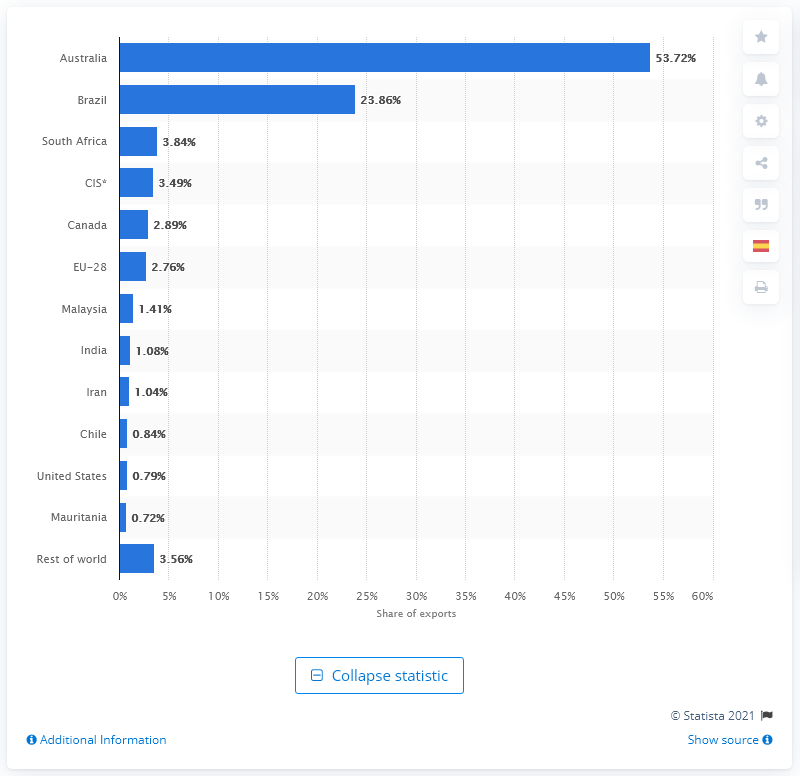 Australia 53.72%
Brazil 23.86%
South Africa 3.84%
CIS* 3.49%
Canada 2.89%
EU-28 2.76%
Malaysia 1.41%
India 1.08%
Iran 1.04%
Chile 0.84%
United States 0.79%
Mauritania 0.72%
Rest of world 3.56%
0% 5% 10% 15% 20% 25% 30% 35% 40% 45% 50% 55% 60%
Share of exports
Collapse statistic
© Statista 2021
Additional Information Show source